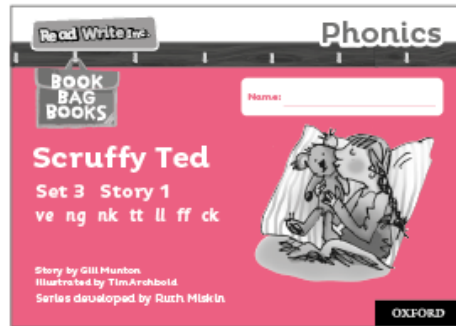 Read Write Inc.
Phonics
BOOK
BAG
BOOKS
Name:
Scruffy Ted
Set 3 Story 1
ve ng nk tt ll ff ck
Story by Gill Munton
Illustrated by Tim Archbold
Series developed by Ruth Miskin
OXFORD